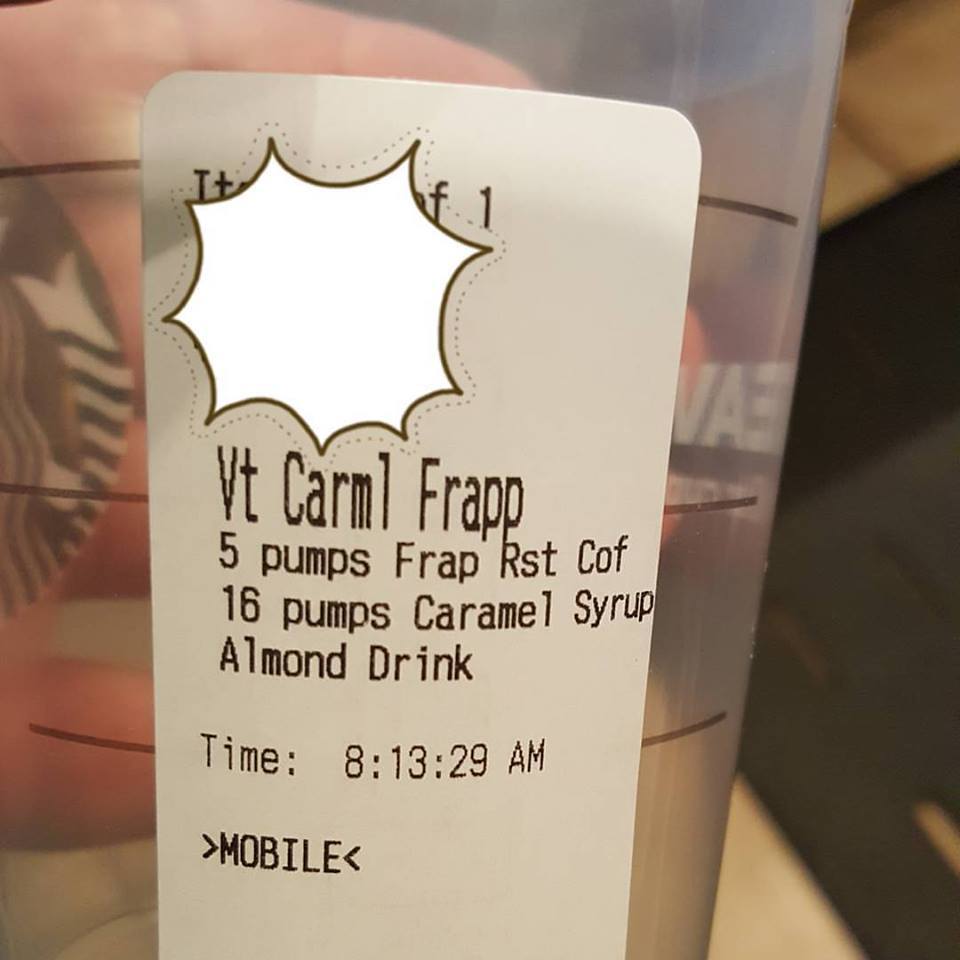 of 1
Vt Carml Frapp
5 pumps Frap Rst Cof
16 pumps Caramel Syrup
Almond Drink
Time: 8:13:29 AM
>MOBILE<